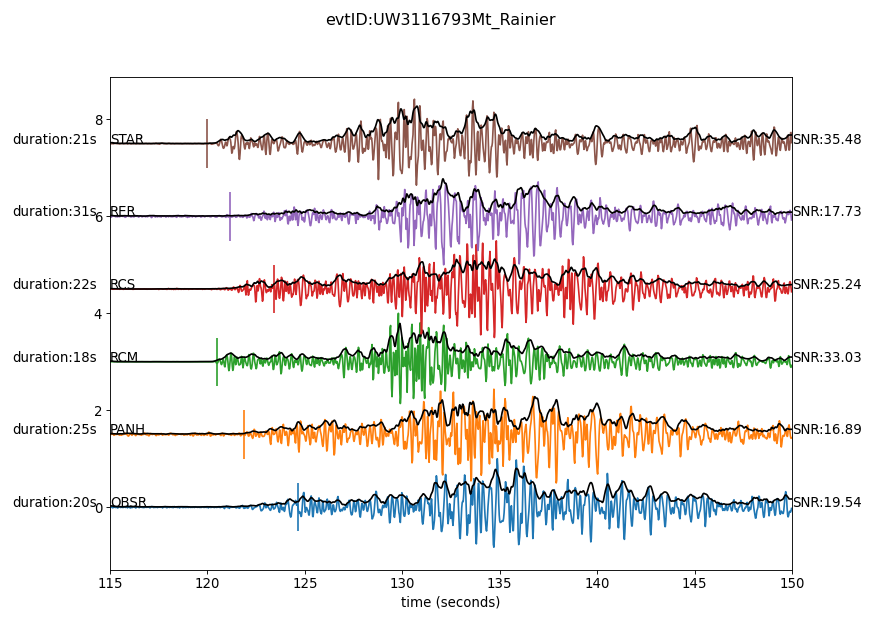 evtID:UW3116793Mt_Rainier
8
duration:21s STAR SNR:35.48
duration:31s RER SNR:17.73
6
duration:22s RCS SNR:25.24
4
duration:18s RCM SNR:33.03
2
duration:25s PANH SNR:16.89
duration:20s OBSR SNR:19.54
0
115 120 125 130 135 140 145 150
time (seconds)